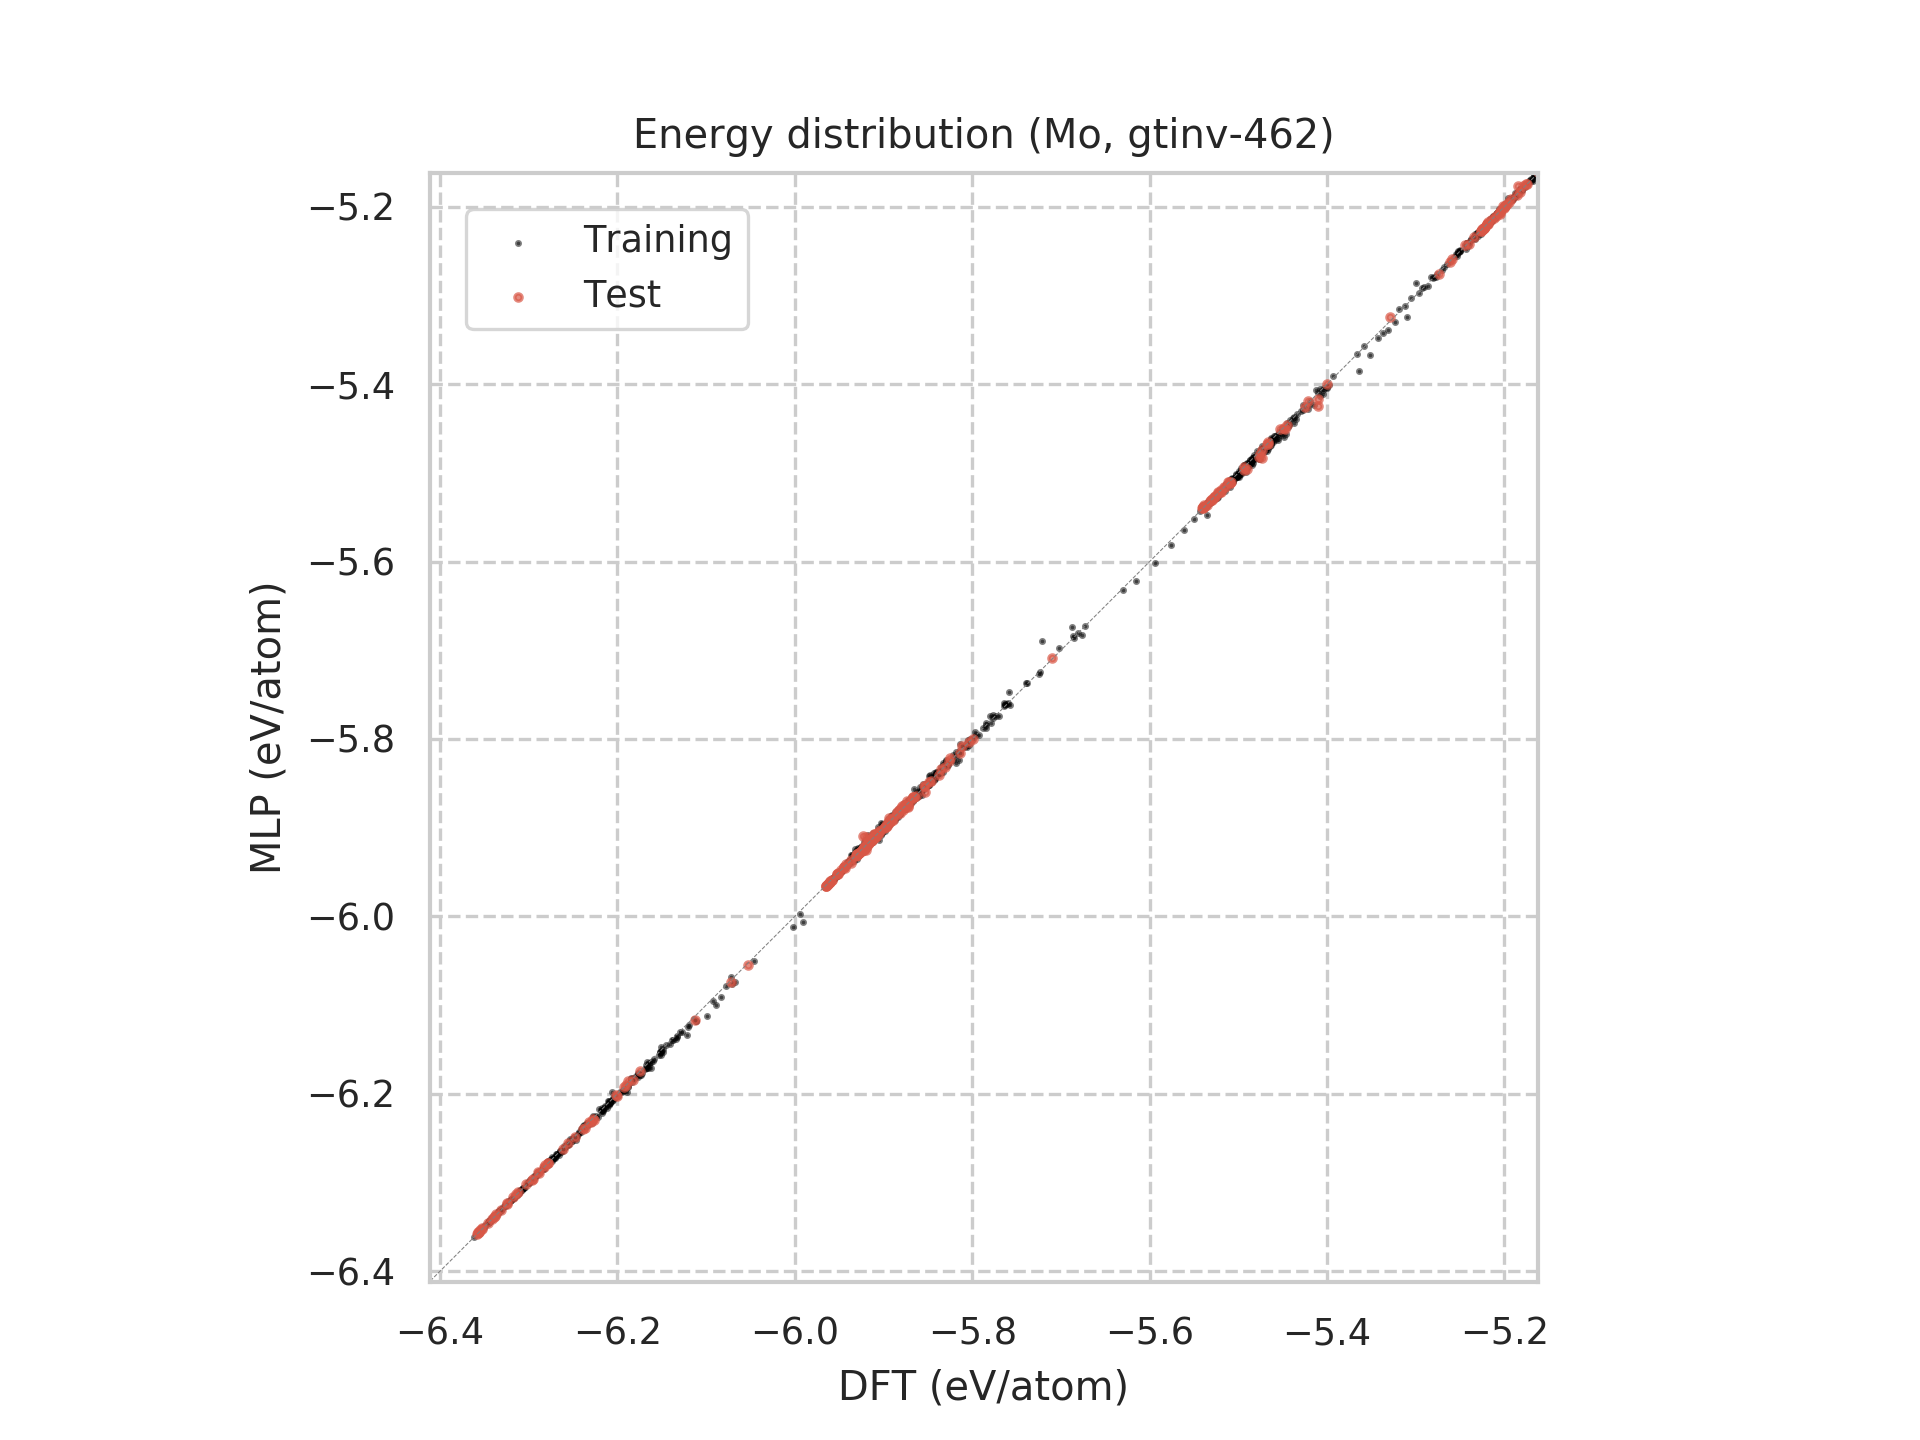 Energy distribution (Mo, gtinv-462)
Training
Test
−5.2
−5.4
−5.6
−5.8
−6.0
−6.2
−6.4
MLP (eV/atom)
−6.4 −6.2 −6.0 −5.8 −5.6 −5.4 −5.2
DFT (eV/atom)